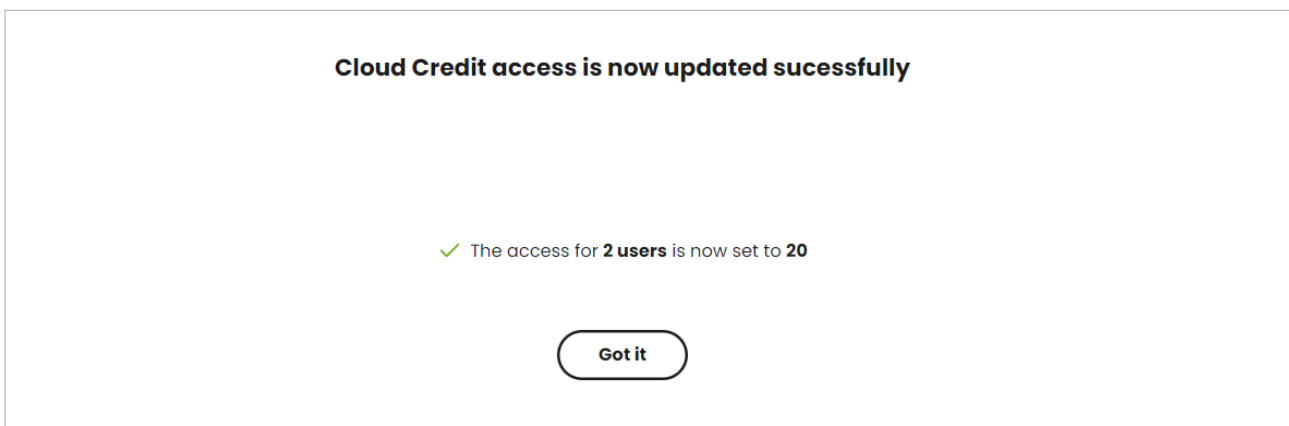 Cloud Credit access is now updated sucessfully
The access for 2 users is now set to 20
Got it